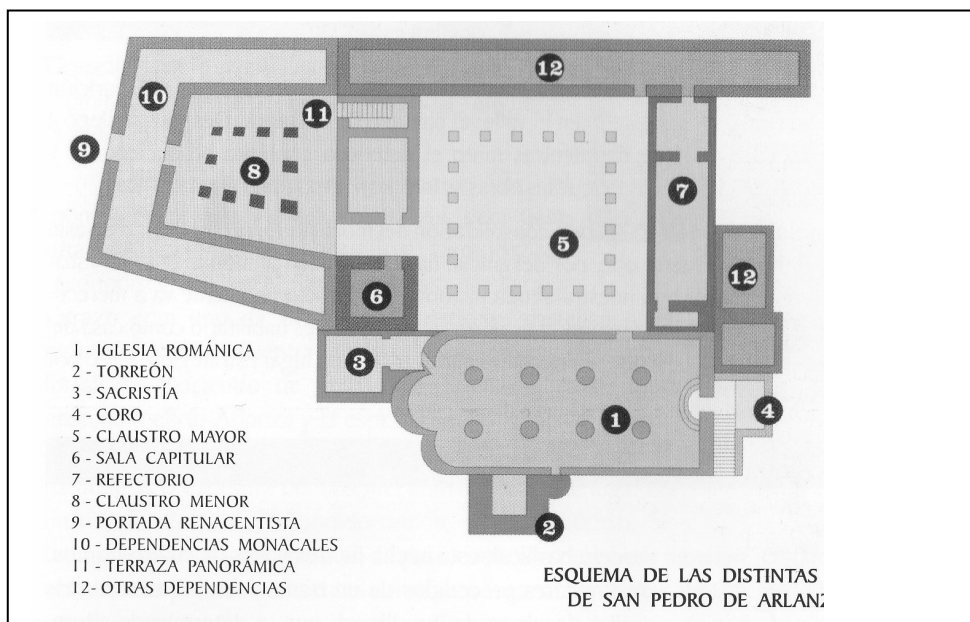 12
10
11
9
8
7
5
12
6
3
1
4
2
1 - IGLESIA ROMÁNICA
2 - TORREÓN
3 - SACRISTÍA
4 - CORO
5 - CLAUSTRO MAYOR
6 - SALA CAPITULAR
7 - REFECTORIO
8 - CLAUSTRO MENOR
9 - PORTADA RENACENTISTA
10 - DEPENDENCIAS MONACALES
11 - TERRAZA PANORÁMICA
12- OTRAS DEPENDENCIAS
ESQUEMA DE LAS DISTINTAS
DE SAN PEDRO DE ARLANZ